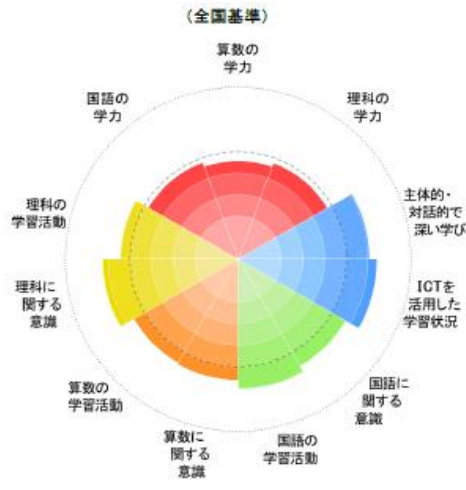 (全国基準)
算数の
学力
理科の
学力
主体的・
対話的で
深い学び
ICTを
活用した
学習状況
国語に
関する
意識
国語の
学習活動
算数に
関する
意識
算数の
学習活動
理科に
関する
意識
理科の
学習活動
国語の
学力